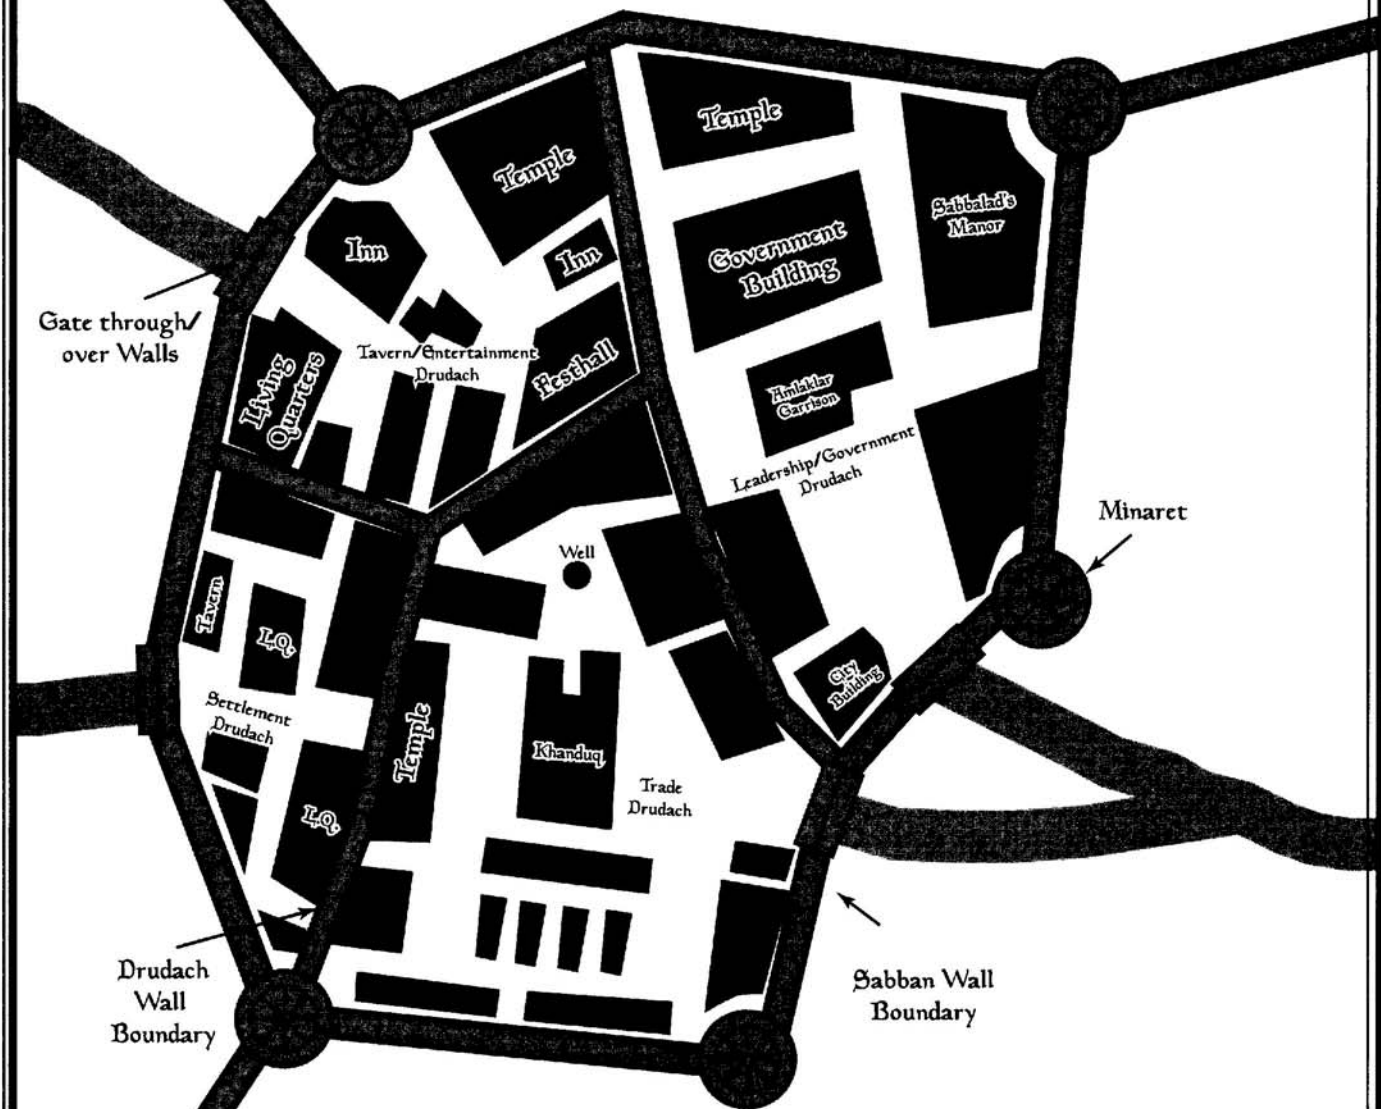 Temple
Temple
Sabbalad's
Manor
Inn
Inn
Government
Building
Gate through/
over Walls
Tavern/Entertainment
Drudach
Festhall
Living
Quarters
Amlakkar
Garrison
Leadership/Government
Drudach
Minaret
Well
Tavern
L.Q.
City
Building
Settlement
Drudach
Temple
Khanduq
Trade
Drudach
L.Q.
Drudach
Wall
Boundary
Sabban Wall
Boundary